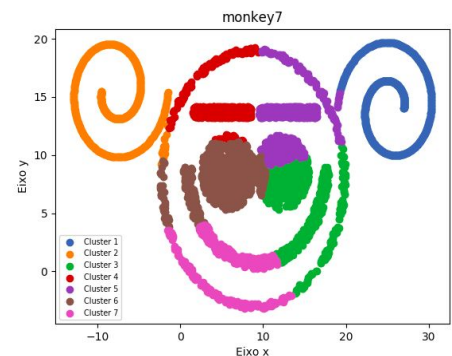 monkey7
20
15
10
5
0
Eixo y
Cluster 1
Cluster 2
Cluster 3
Cluster 4
Cluster 5
Cluster 6
Cluster 7
−10 0 10 20 30
Eixo x